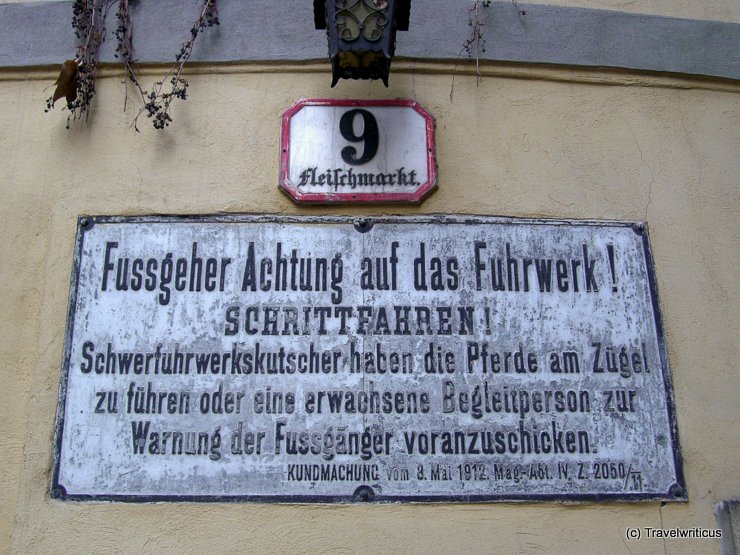 9
Fleiſchmarkt.
Fussgeher Achtung auf das Fuhrwerk!
SCHRITTFAHREN!
Schwerfuhrwerkskutscher haben die Pferde am Zügel
zu führen oder eine erwachsene Begleitperson zur
Warnung der Fussgänger voranzuschicken.
KUNDMACHUNG vom 8. Mai 1912. Mag.-Abt. IV, Z. 2050/11
(c) Travelwriticus